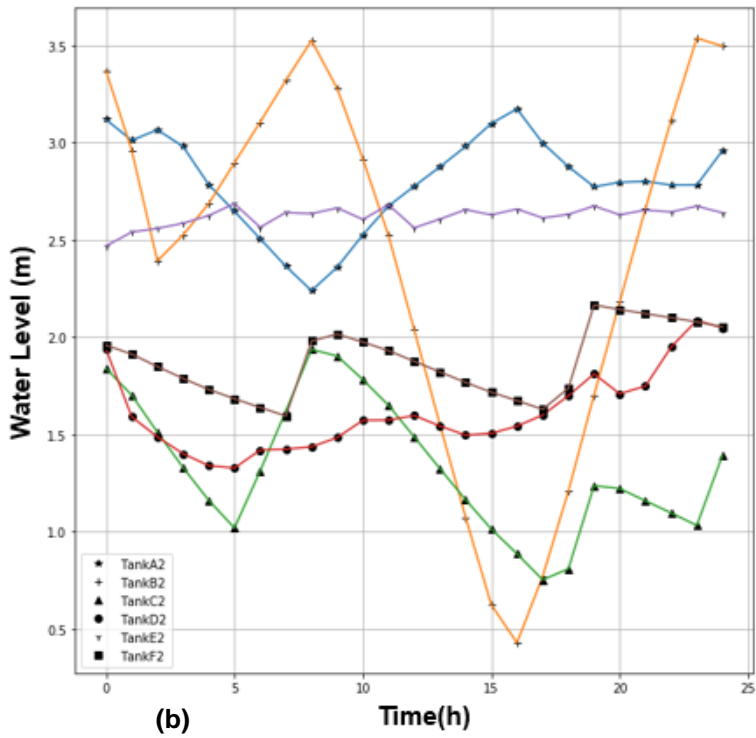 3.5
3.0
2.5
2.0
1.5
1.0
0.5
Water Level (m)
TankA2
TankB2
TankC2
TankD2
TankE2
TankF2
0 5 10 15 20 25
(b) Time(h)